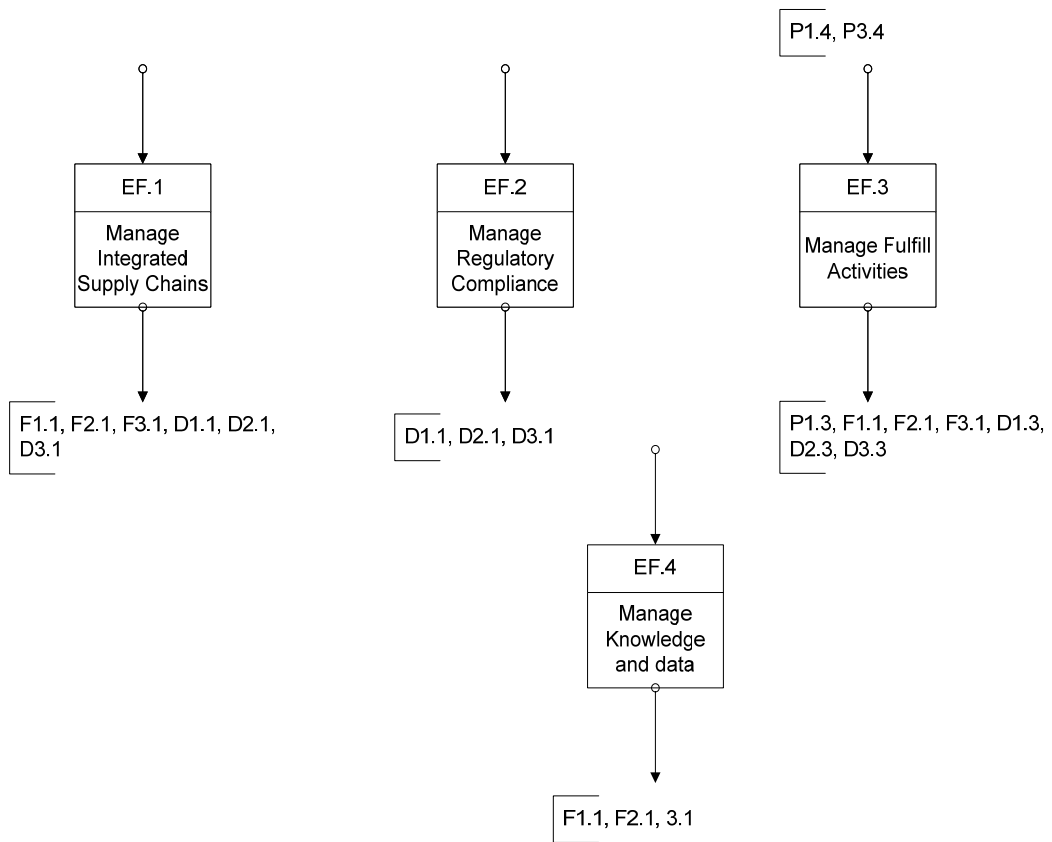 P1.4, P3.4
EF.1
Manage
Integrated
Supply Chains
EF.2
Manage
Regulatory
Compliance
EF.3
Manage Fulfill
Activities
F1.1, F2.1, F3.1, D1.1, D2.1,
D3.1
D1.1, D2.1, D3.1
P1.3, F1.1, F2.1, F3.1, D1.3,
D2.3, D3.3
EF.4
Manage
Knowledge
and data
F1.1, F2.1, 3.1